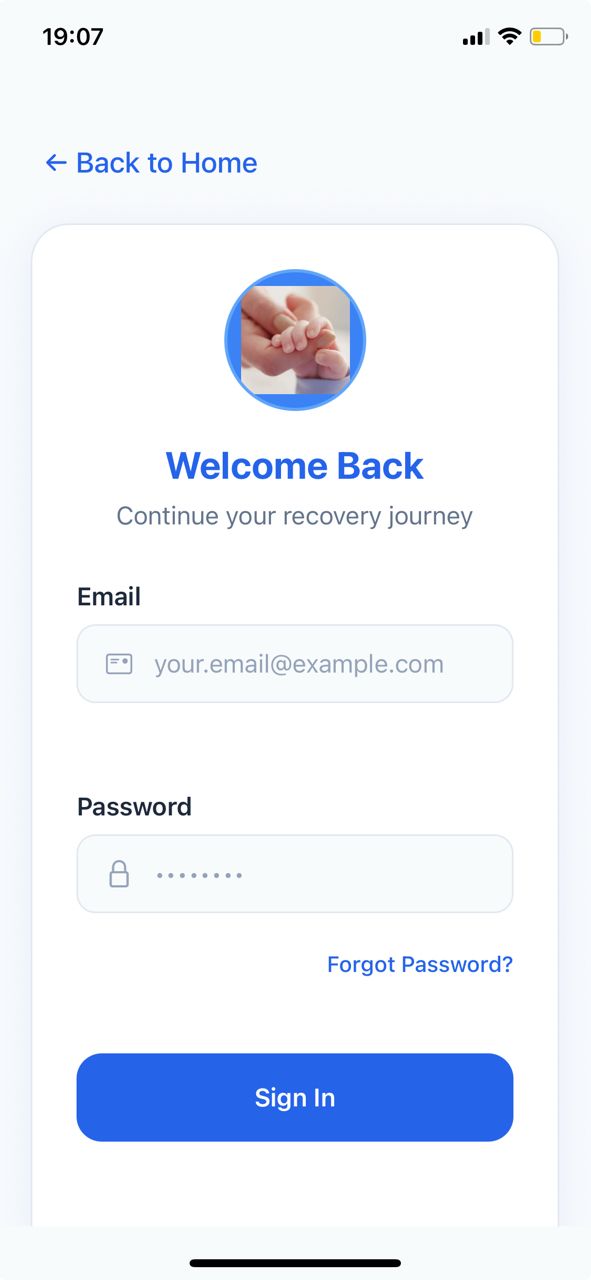 19:07
← Back to Home
Welcome Back
Continue your recovery journey
Email
your.email@example.com
Password
••••••••
Forgot Password?
Sign In